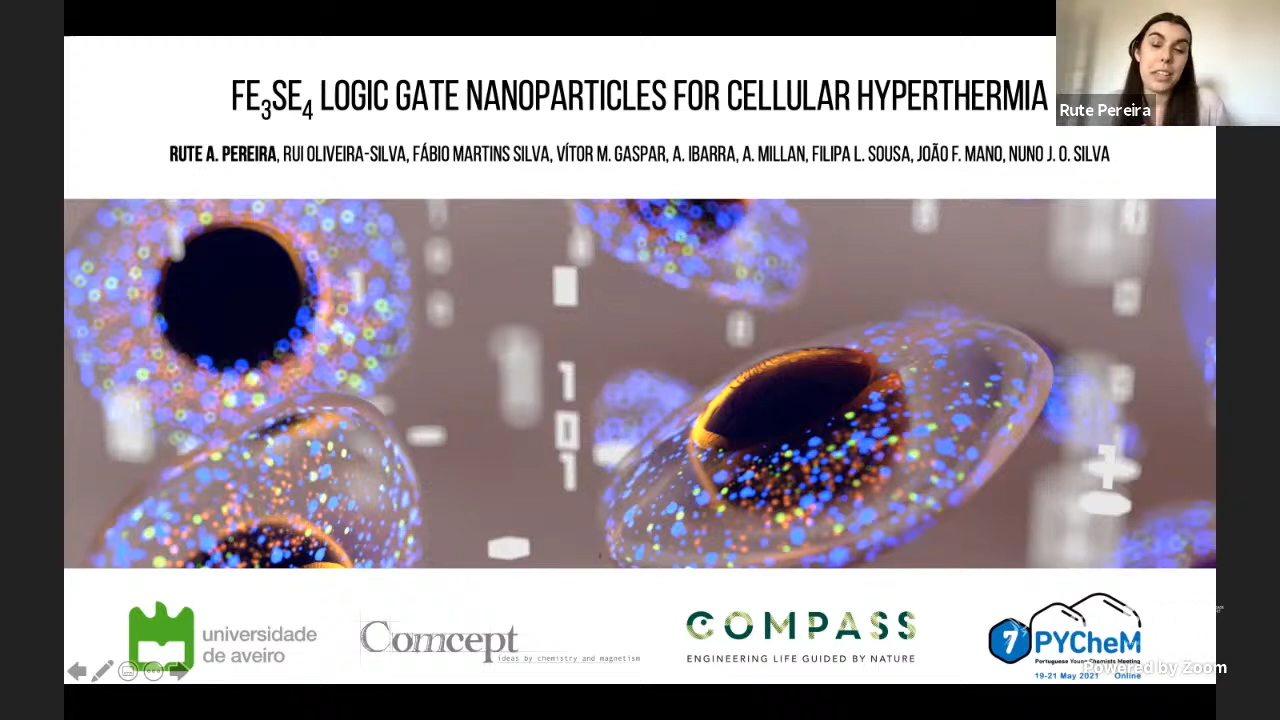 FE3SE4 LOGIC GATE NANOPARTICLES FOR CELLULAR HYPERTHERMIA
Rute Pereira
RUTE A. PEREIRA, RUI OLIVEIRA-SILVA, FÁBIO MARTINS SILVA, VÍTOR M. GASPAR, A. IBARRA, A. MILLAN, FILIPA L. SOUSA, JOÃO F. MANO, NUNO J. O. SILVA
1
0
1
1
universidade
de aveiro
Comcept
ideas by chemistry and magnetism
COMPASS
ENGINEERING LIFE GUIDED BY NATURE
7
PYCheM
Portuguese Young Chemists Meeting
19-21 May 2021 Online
Powered by Zoom